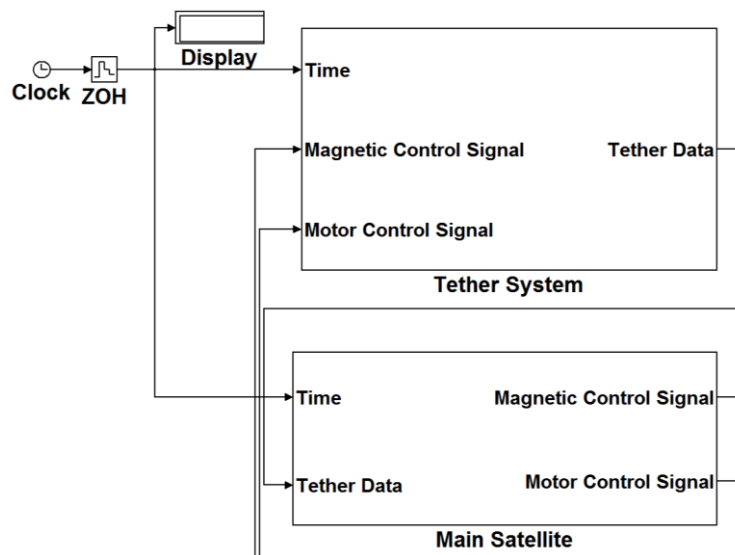 Display
Clock
ZOH
Time
Magnetic Control Signal
Tether Data
Motor Control Signal
Tether System
Time
Magnetic Control Signal
Tether Data
Motor Control Signal
Main Satellite